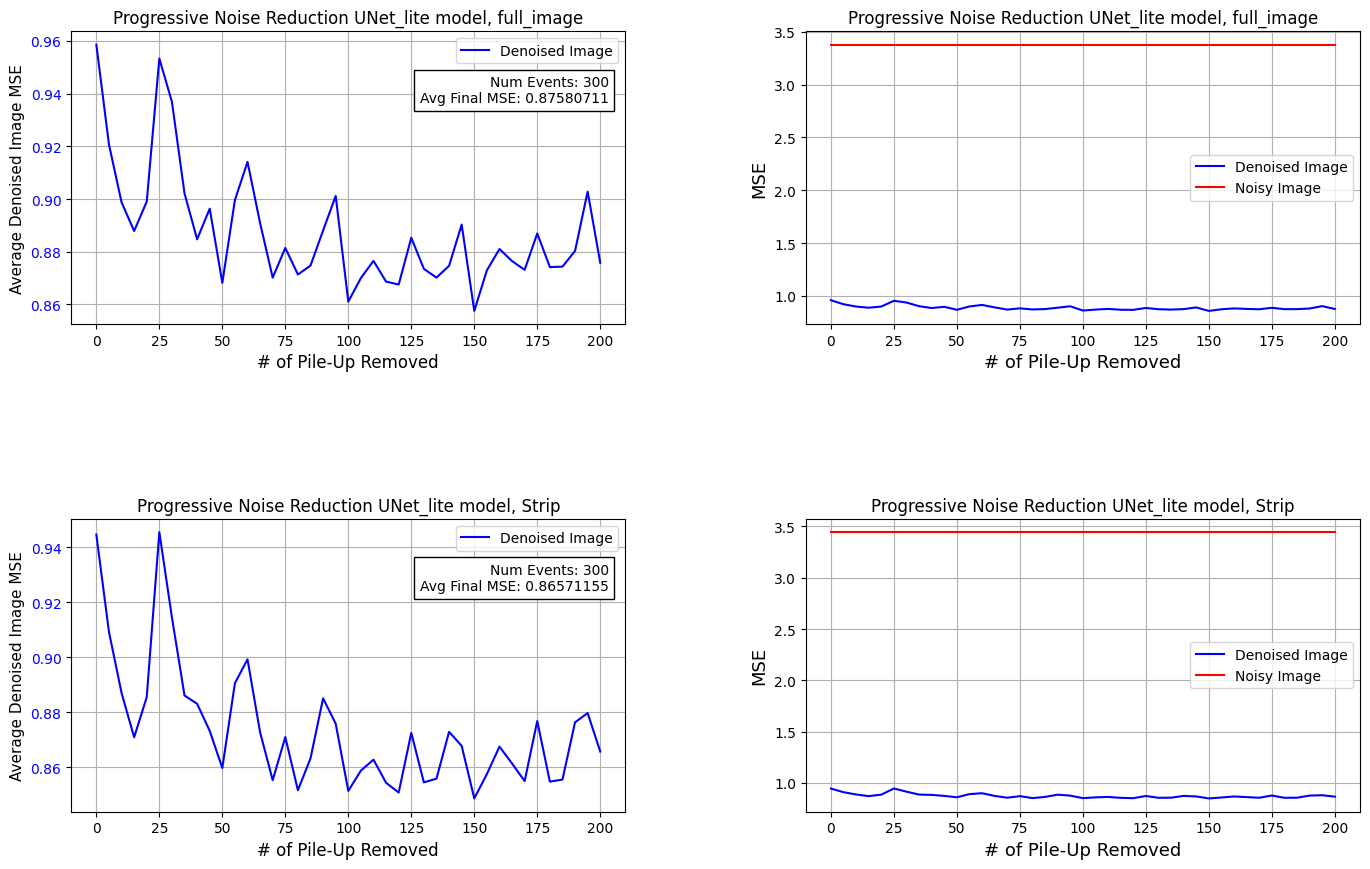 Progressive Noise Reduction UNet_lite model, full_image
Average Denoised Image MSE
0.96
0.94
0.92
0.90
0.88
0.86
Denoised Image
Num Events: 300
Avg Final MSE: 0.87580711
0 25 50 75 100 125 150 175 200
# of Pile-Up Removed
Progressive Noise Reduction UNet_lite model, full_image
MSE
3.5
3.0
2.5
2.0
1.5
1.0
Denoised Image
Noisy Image
0 25 50 75 100 125 150 175 200
# of Pile-Up Removed
Progressive Noise Reduction UNet_lite model, Strip
Average Denoised Image MSE
0.94
0.92
0.90
0.88
0.86
Denoised Image
Num Events: 300
Avg Final MSE: 0.86571155
0 25 50 75 100 125 150 175 200
# of Pile-Up Removed
Progressive Noise Reduction UNet_lite model, Strip
MSE
3.5
3.0
2.5
2.0
1.5
1.0
Denoised Image
Noisy Image
0 25 50 75 100 125 150 175 200
# of Pile-Up Removed